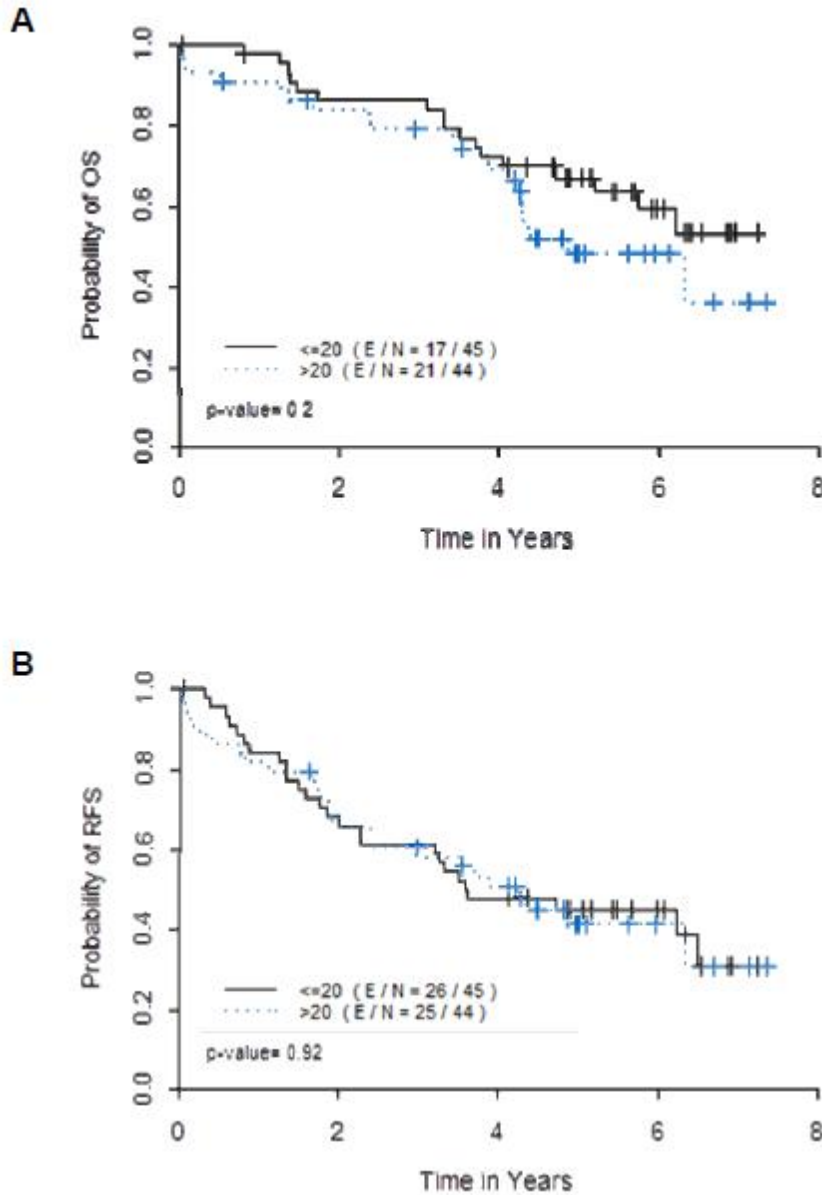 A
Probability of OS
1.0
0.8
0.6
0.4
0.2
0.0
<=20 ( E / N = 17 / 45 )
>20 ( E / N = 21 / 44 )
p-value= 0.2
0 2 4 6 8
Time in Years
B
Probability of RFS
1.0
0.8
0.6
0.4
0.2
0.0
<=20 ( E / N = 26 / 45 )
>20 ( E / N = 25 / 44 )
p-value= 0.92
0 2 4 6 8
Time in Years